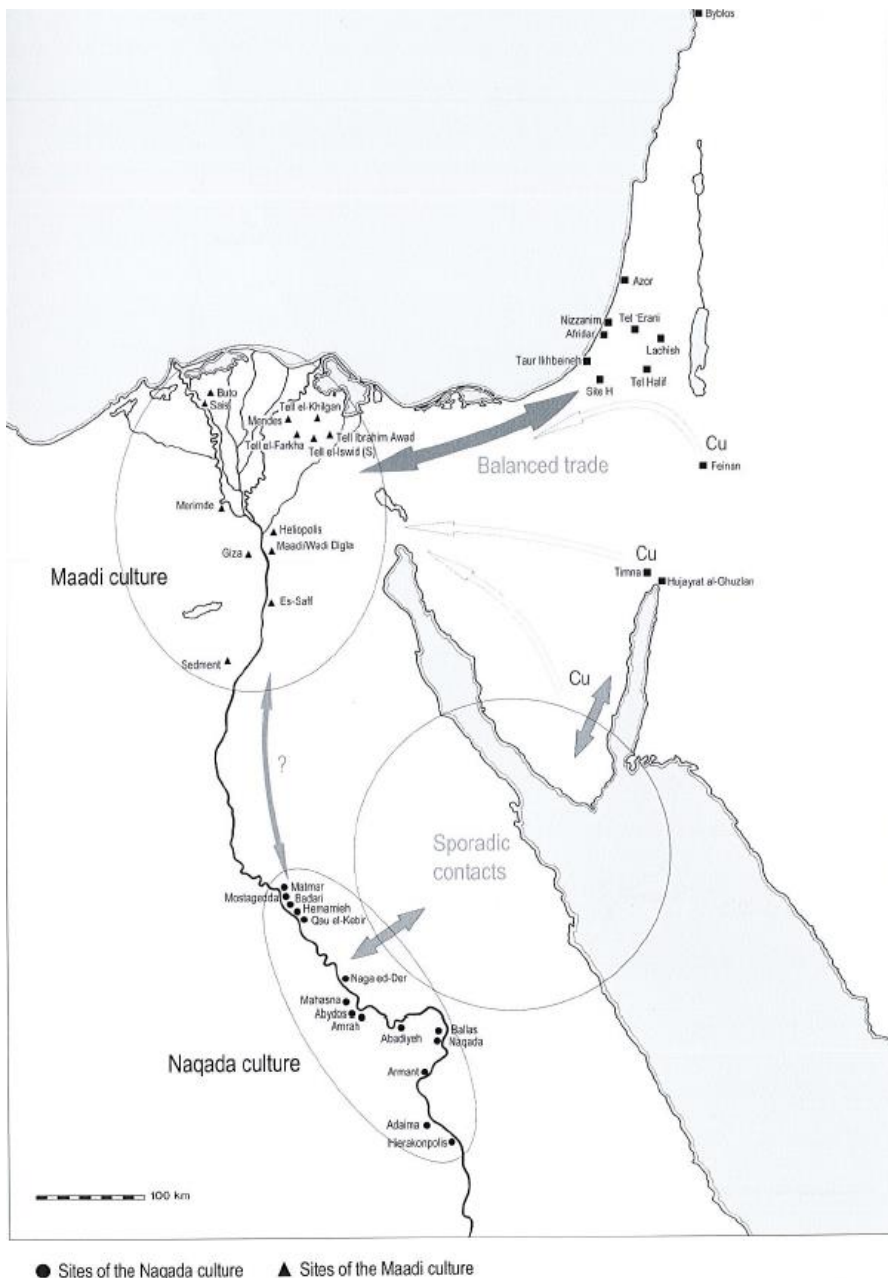 Byblos
Azor
Nizzanim
Tel 'Erani
Afridar
Lachish
Taur Ikhbeineh
Tel Halif
Site H
Buto
Sais
Tell el-Khilgan
Mendes
Tell Ibrahim Awad
Tell el-Farkha
Tell el-Iswid (S)
Balanced trade
Cu
Feinan
Merimde
Heliopolis
Maadi/Wadi Digla
Giza
Cu
Timna
Hujayrat al-Ghuzlan
Maadi culture
Es-Saff
Sedment
Cu
?
Sporadic
contacts
Matmar
Mostagedda
Badari
Hemamieh
Qau el-Kebir
Naga ed-Der
Mahasna
Abydos
Amrah
Abadiyeh
Ballas
Naqada
Naqada culture
Armant
Adaima
Hierakonpolis
100 km
Sites of the Naqada culture
Sites of the Maadi culture